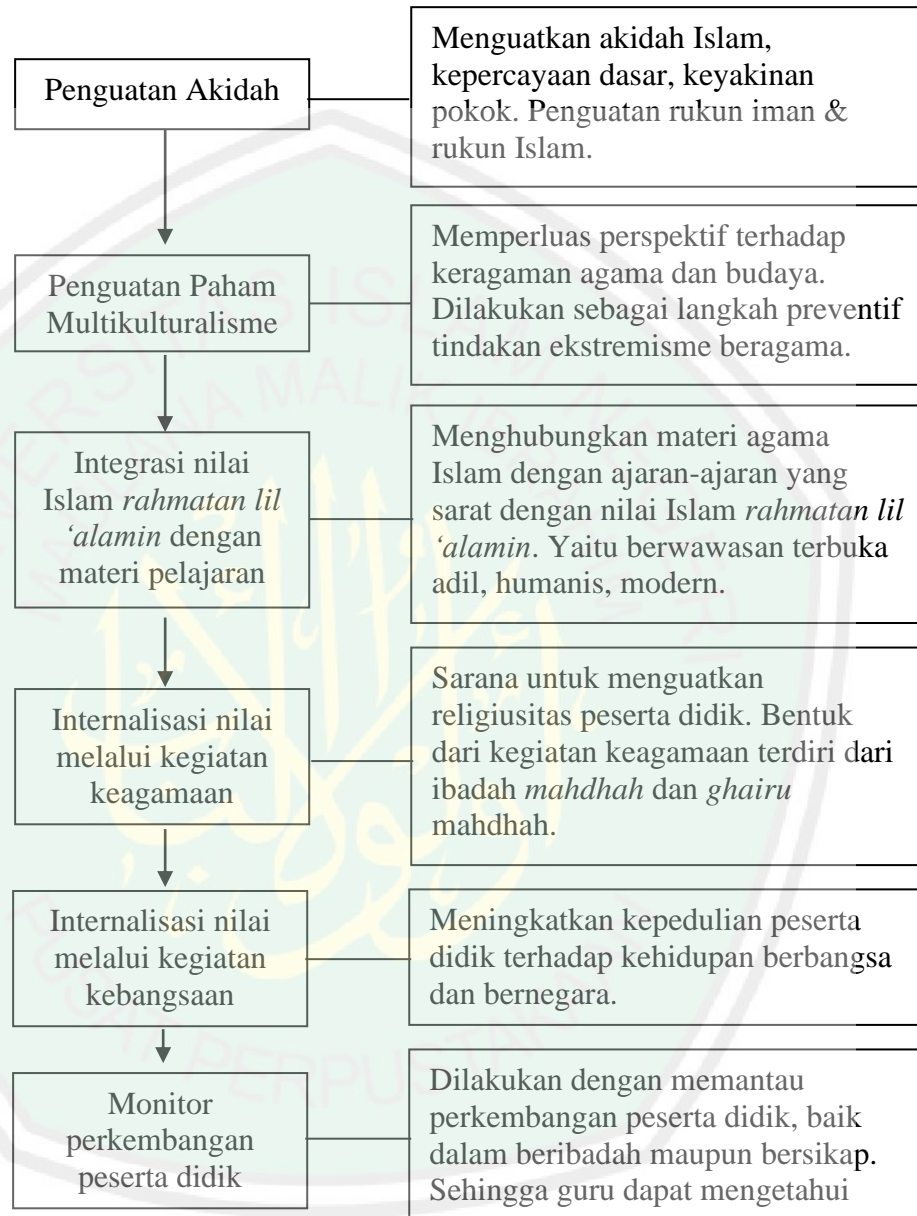 Penguatan Akidah
Menguatkan akidah Islam,
kepercayaan dasar, keyakinan
pokok. Penguatan rukun iman &
rukun Islam.
Penguatan Paham
Multikulturalisme
Memperluas perspektif terhadap
keragaman agama dan budaya.
Dilakukan sebagai langkah preventif
tindakan ekstremisme beragama.
Integrasi nilai
Islam rahmatan lil
‘alamin dengan
materi pelajaran
Menghubungkan materi agama
Islam dengan ajaran-ajaran yang
sarat dengan nilai Islam rahmatan lil
‘alamin. Yaitu berwawasan terbuka
adil, humanis, modern.
Internalisasi nilai
melalui kegiatan
keagamaan
Sarana untuk menguatkan
religiusitas peserta didik. Bentuk
dari kegiatan keagamaan terdiri dari
ibadah mahdhah dan ghairu
mahdhah.
Internalisasi nilai
melalui kegiatan
kebangsaan
Meningkatkan kepedulian peserta
didik terhadap kehidupan berbangsa
dan bernegara.
Monitor
perkembangan
peserta didik
Dilakukan dengan memantau
perkembangan peserta didik, baik
dalam beribadah maupun bersikap.
Sehingga guru dapat mengetahui